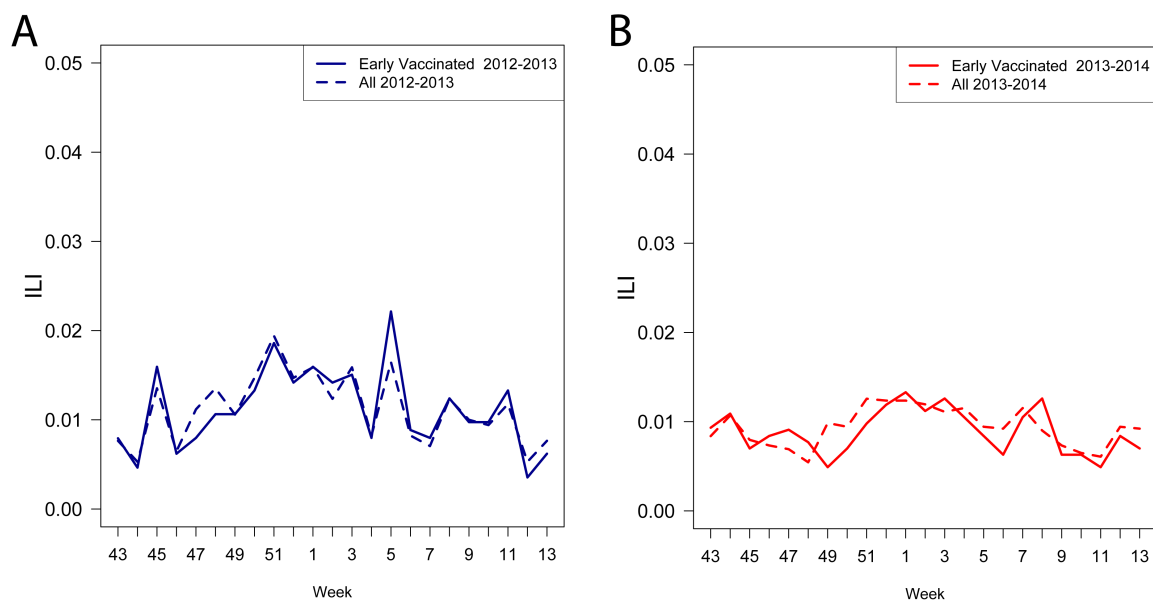 A
Early Vaccinated 2012-2013
All 2012-2013
0.05
0.04
0.03
0.02
0.01
0.00
ILI
43 45 47 49 51 1 3 5 7 9 11 13
Week
B
Early Vaccinated 2013-2014
All 2013-2014
0.05
0.04
0.03
0.02
0.01
0.00
ILI
43 45 47 49 51 1 3 5 7 9 11 13
Week